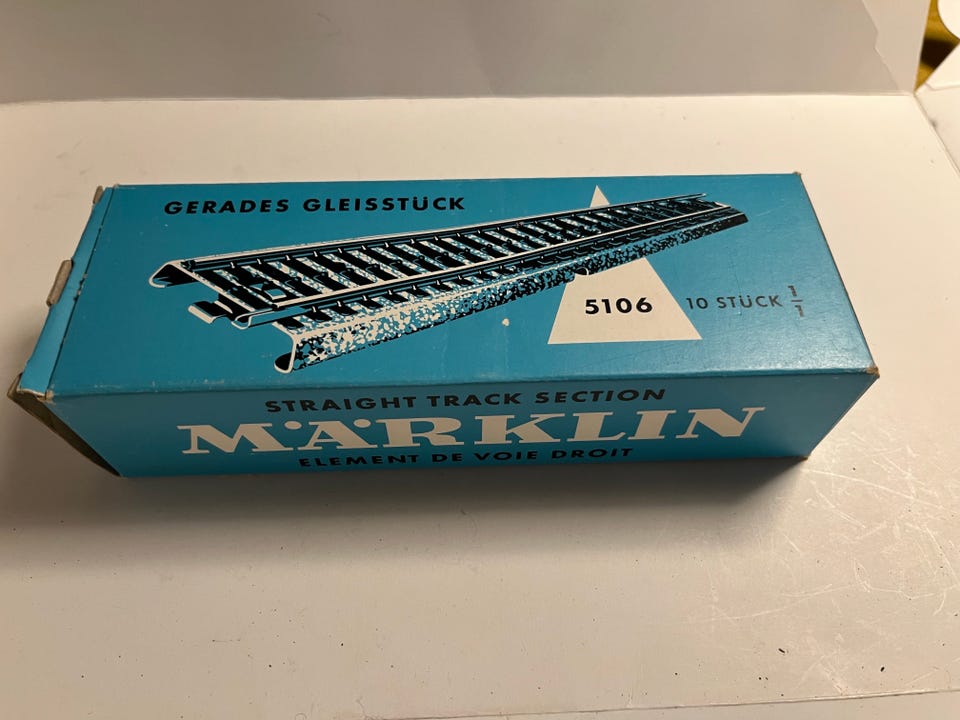 GERADES GLEISSTÜCK
5106
10 STÜCK 1/1
STRAIGHT TRACK SECTION
MÄRKLIN
ELEMENT DE VOIE DROIT